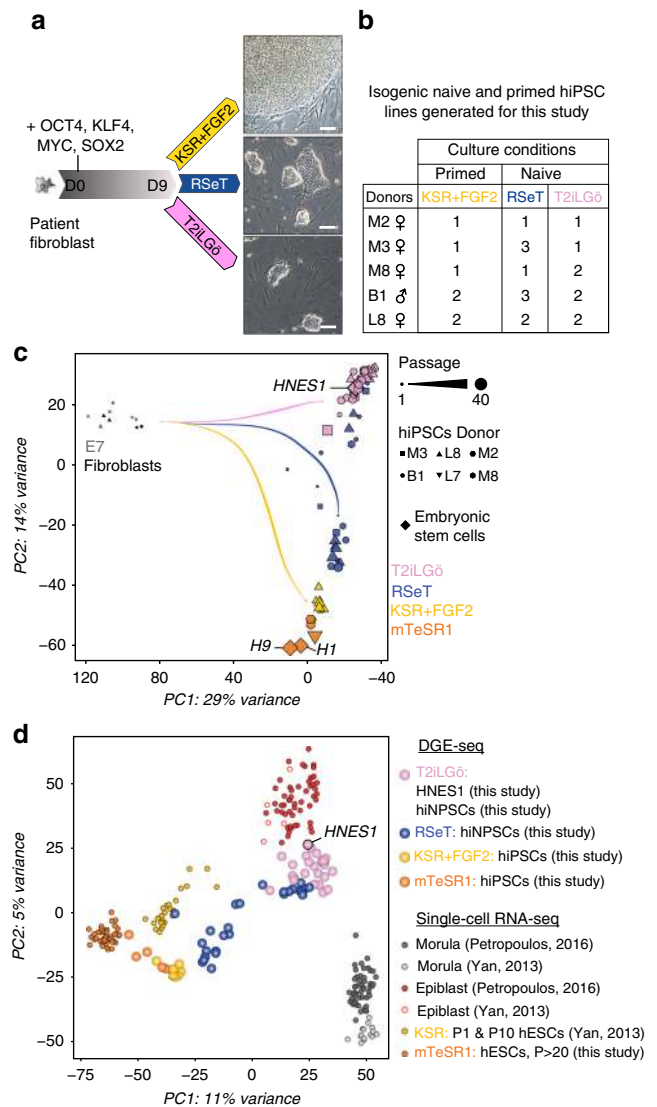 a
+ OCT4, KLF4,
MYC, SOX2
D0 D9
Patient
fibroblast
KSR+FGF2
RSeT
T2iLGö
b
Isogenic naive and primed hiPSC
lines generated for this study
Culture conditions
Primed Naive
Donors KSR+FGF2 RSeT T2iLGö
M2 ♀ 1 1 1
M3 ♀ 1 3 1
M8 ♀ 1 1 2
B1 ♂ 2 3 2
L8 ♀ 2 2 2
c
PC2: 14% variance
20
0
−20
−40
−60
120 80 40 0 −40
PC1: 29% variance
HNES1
E7
Fibroblasts
H9
H1
Passage
1 40
hiPSCs Donor
M3 L8 M2
B1 L7 M8
Embryonic
stem cells
T2iLGö
RSeT
KSR+FGF2
mTeSR1
d
PC2: 5% variance
50
25
0
−25
−50
−75 −50 −25 0 25 50
PC1: 11% variance
HNES1
DGE-seq
T2iLGö:
HNES1 (this study)
hiNPSCs (this study)
RSeT: hiNPSCs (this study)
KSR+FGF2: hiPSCs (this study)
mTeSR1: hiPSCs (this study)
Single-cell RNA-seq
Morula (Petropoulos, 2016)
Morula (Yan, 2013)
Epiblast (Petropoulos, 2016)
Epiblast (Yan, 2013)
KSR: P1 & P10 hESCs (Yan, 2013)
mTeSR1: hESCs, P>20 (this study)